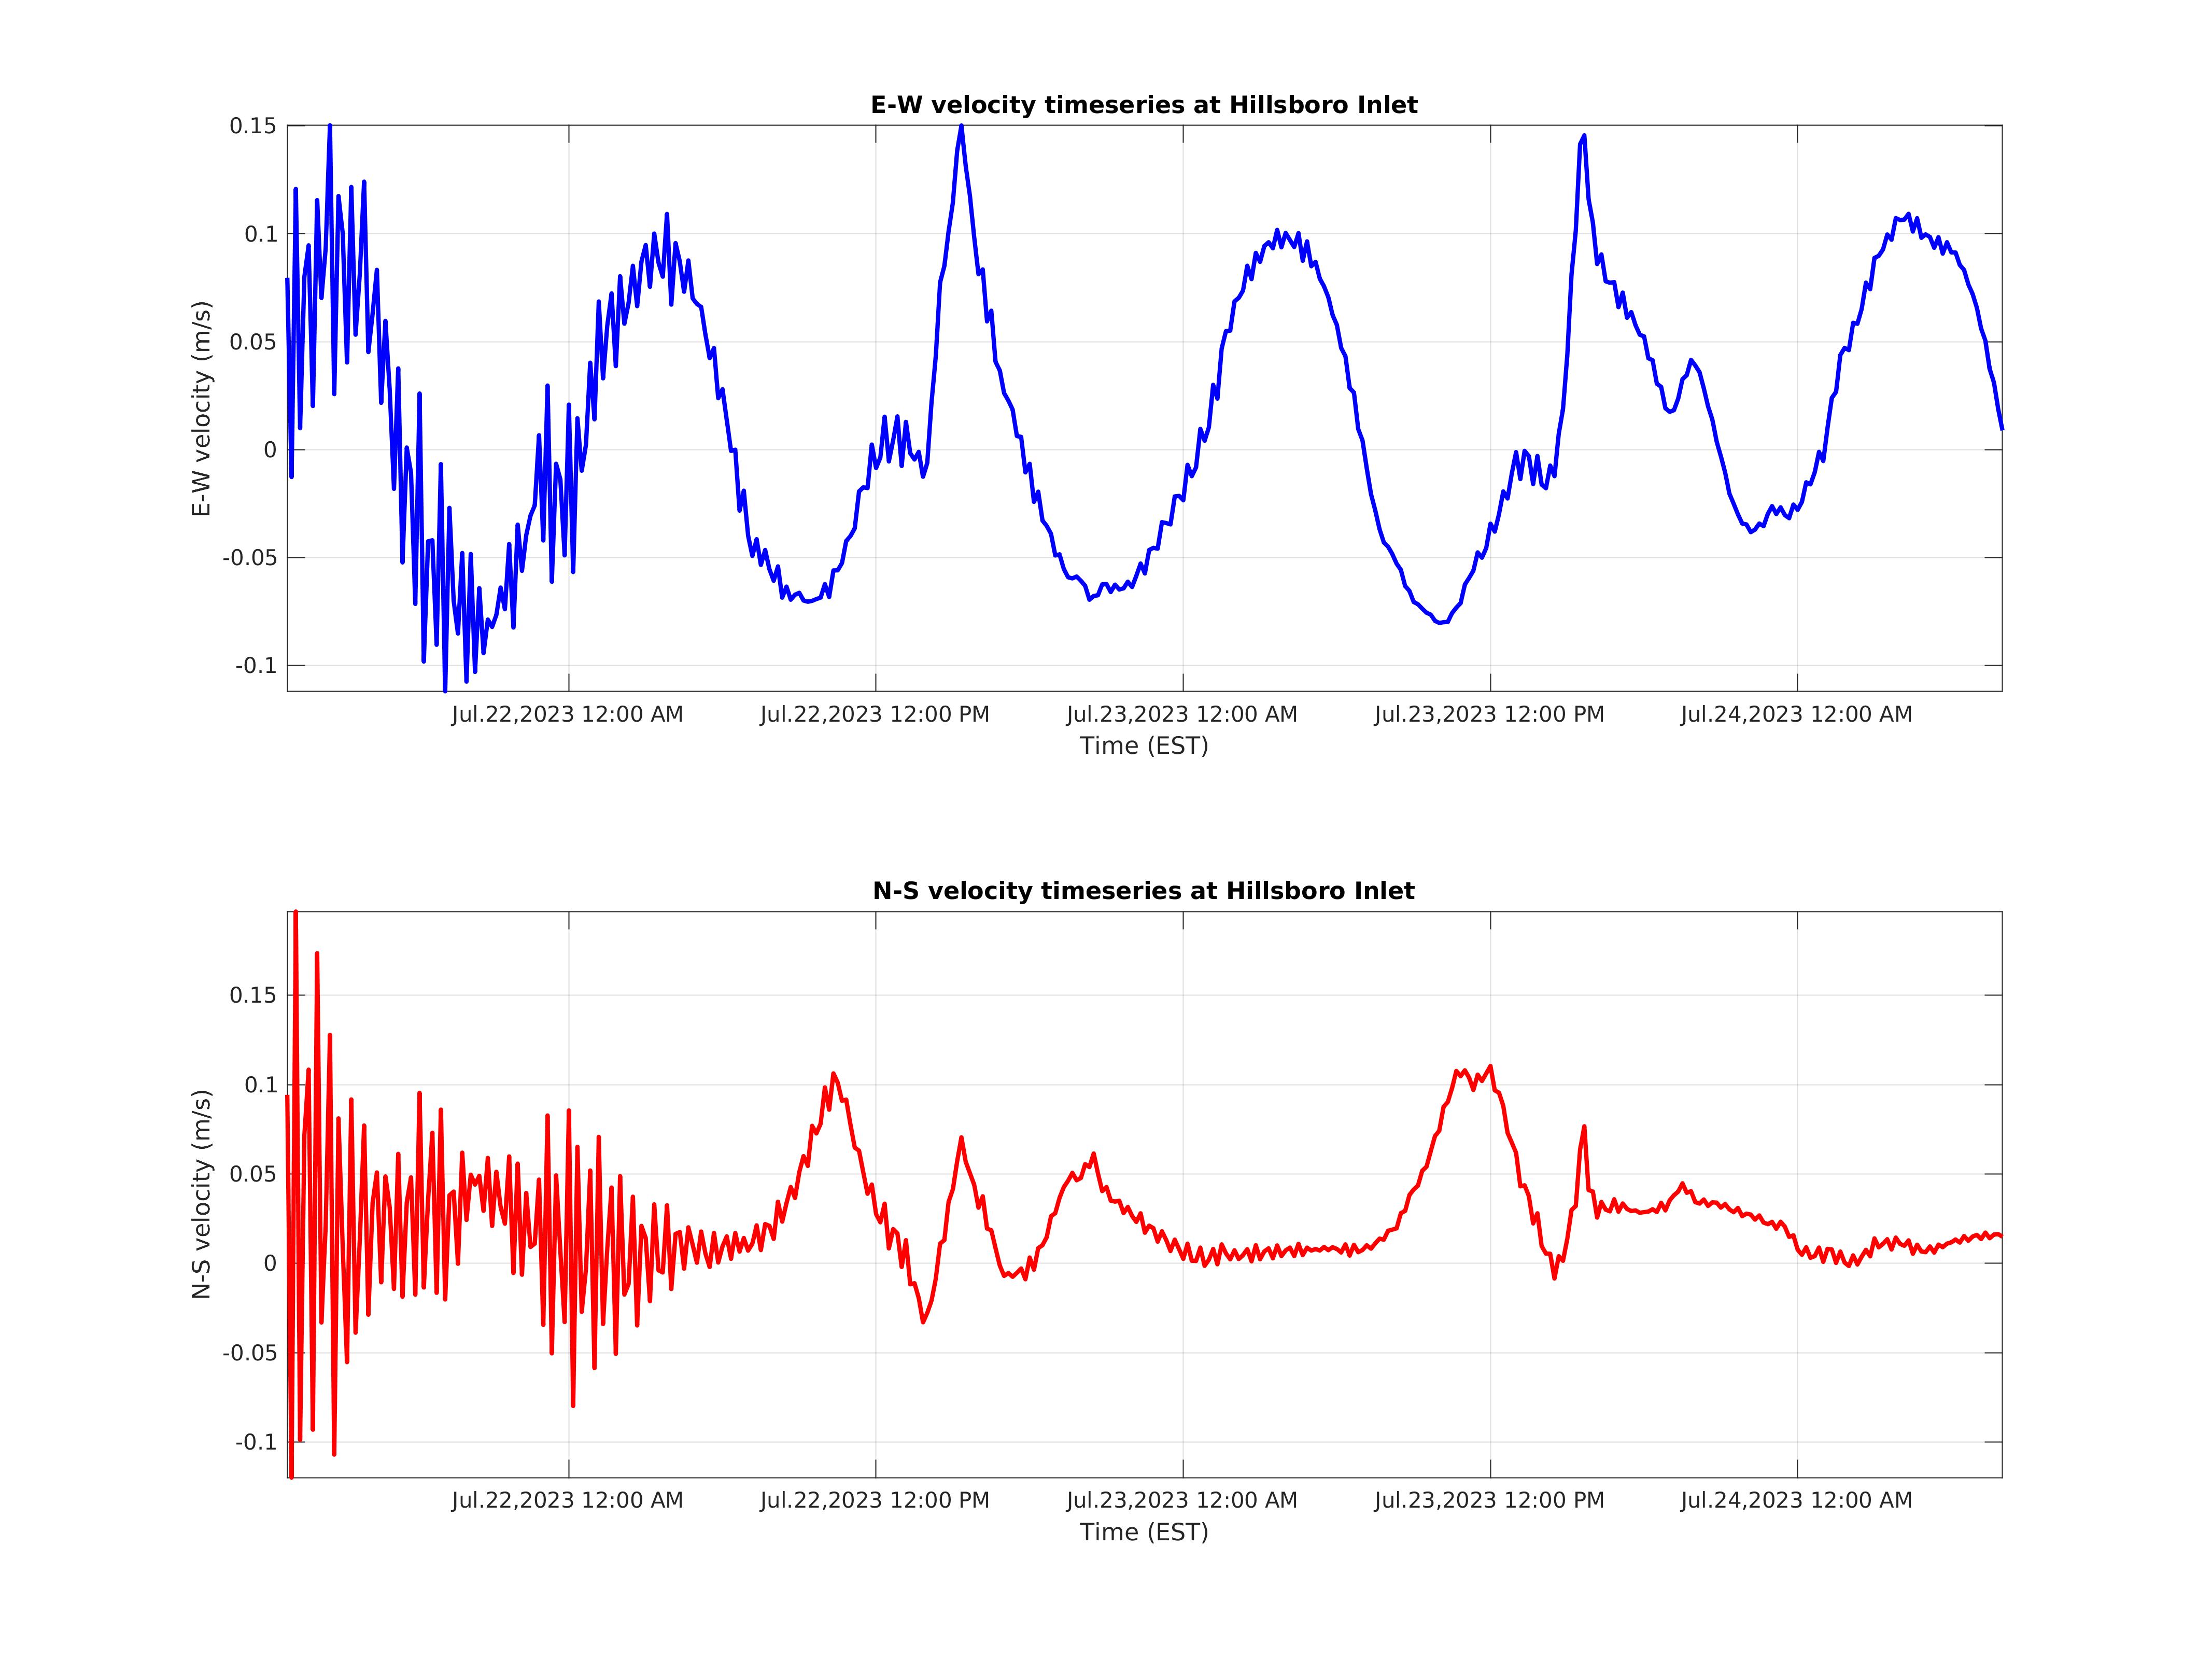 E-W velocity timeseries at Hillsboro Inlet
0.15
0.1
0.05
0
-0.05
-0.1
E-W velocity (m/s)
Jul.22,2023 12:00 AM
Jul.22,2023 12:00 PM
Jul.23,2023 12:00 AM
Jul.23,2023 12:00 PM
Jul.24,2023 12:00 AM
Time (EST)
N-S velocity timeseries at Hillsboro Inlet
0.15
0.1
0.05
0
-0.05
-0.1
N-S velocity (m/s)
Jul.22,2023 12:00 AM
Jul.22,2023 12:00 PM
Jul.23,2023 12:00 AM
Jul.23,2023 12:00 PM
Jul.24,2023 12:00 AM
Time (EST)